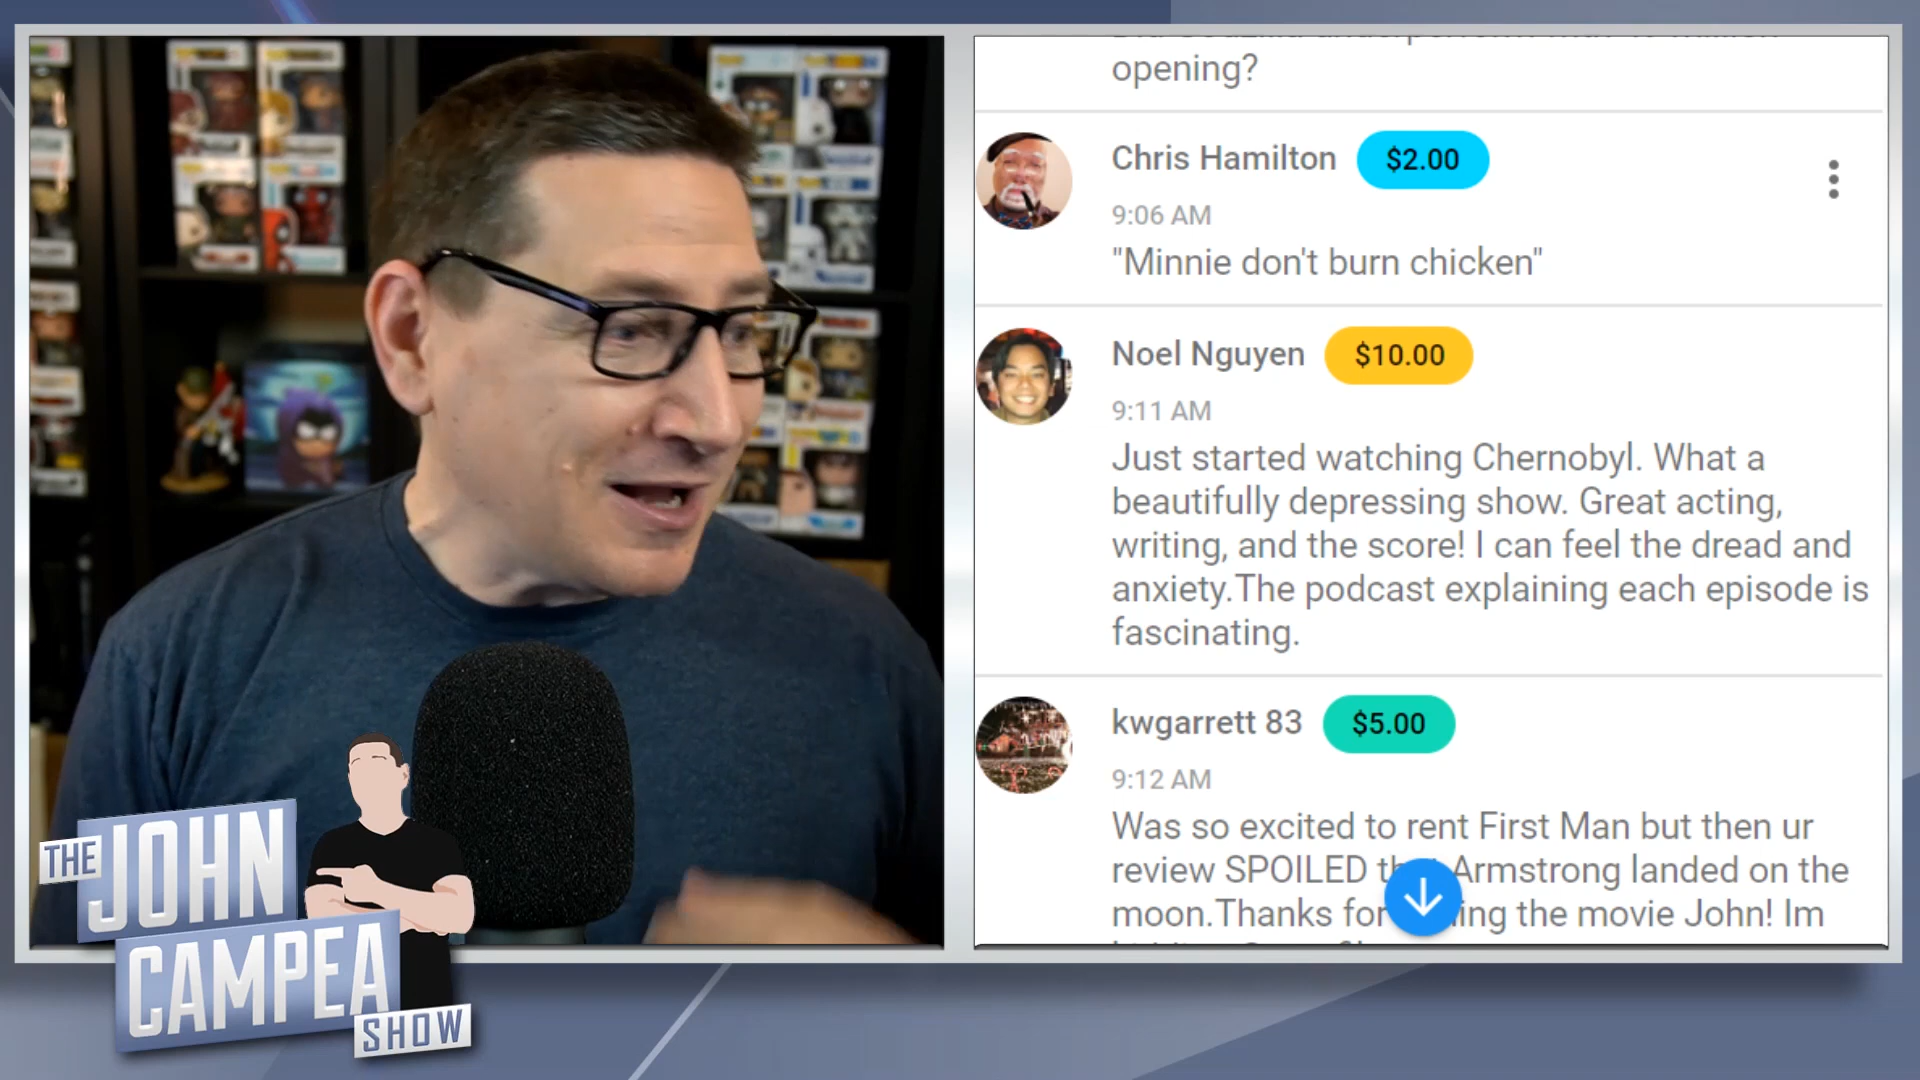 opening?
Chris Hamilton $2.00
9:06 AM
"Minnie don't burn chicken"
Noel Nguyen $10.00
9:11 AM
Just started watching Chernobyl. What a
beautifully depressing show. Great acting,
writing, and the score! I can feel the dread and
anxiety.The podcast explaining each episode is
fascinating.
kwgarrett 83 $5.00
9:12 AM
Was so excited to rent First Man but then ur
review SPOILED Armstrong landed on the
moon.Thanks for the movie John! Im
THE
JOHN
CAMPEA
SHOW